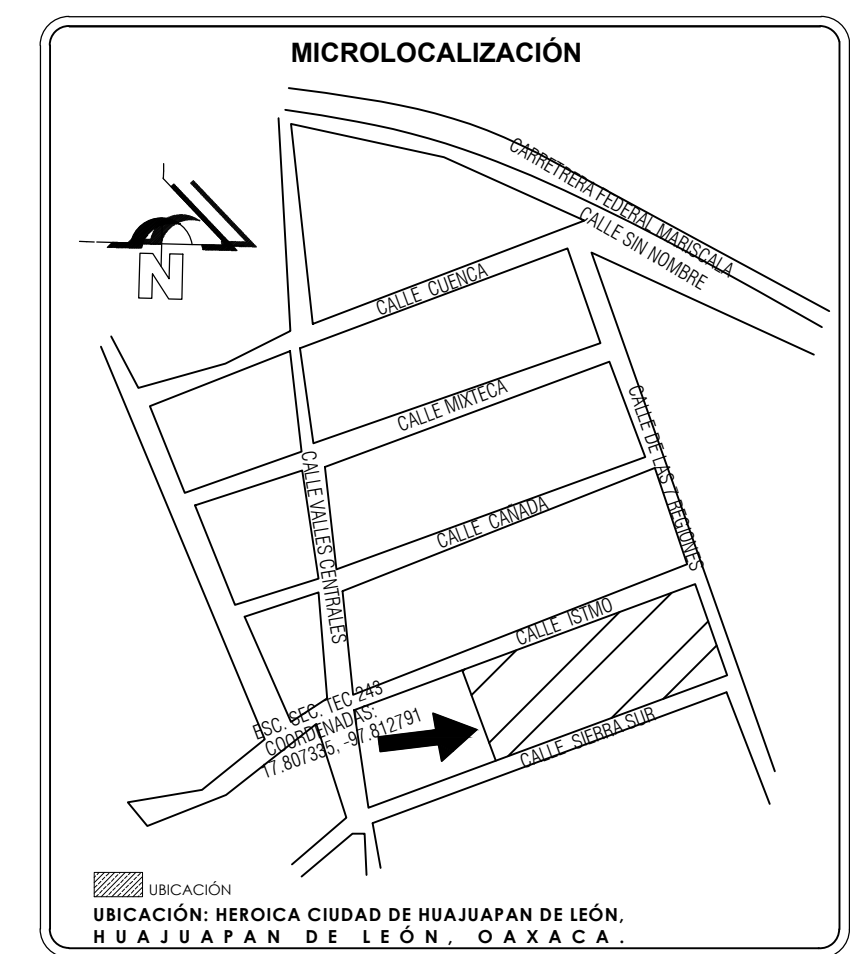 MICROLOCALIZACIÓN
CARRETRERA FEDERAL MARISCALA
CALLE SIN NOMBRE
N
CALLE CUENCA
CALLE MIXTECA
CALLE DE LAS 7 REGIONES
CALLE VALLES CENTRALES
CALLE CAÑADA
CALLE ISTMO
ESC. SEC. TEC 243
COORDENADAS:
17.807335, -97.812791
CALLE SIERRA SUR
UBICACIÓN
UBICACIÓN: HEROICA CIUDAD DE HUAJUAPAN DE LEÓN,
HUAJUAPAN DE LEÓN, OAXACA.